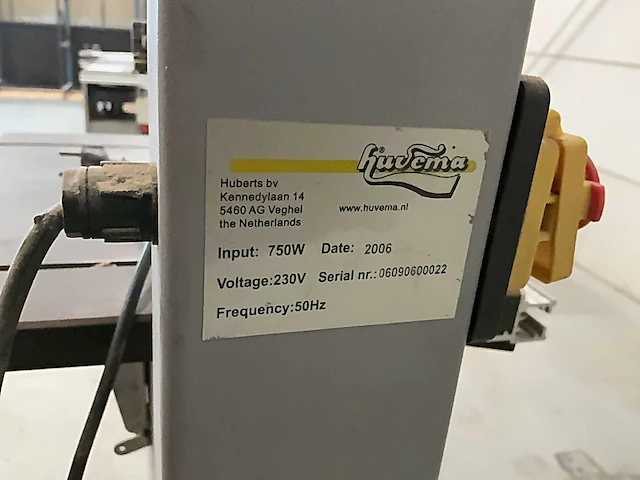 huvema®
Huberts bv
Kennedylaan 14
5460 AG Veghel
the Netherlands
www.huvema.nl
Input: 750W Date: 2006
Voltage:230V Serial nr.:06090600022
Frequency:50Hz